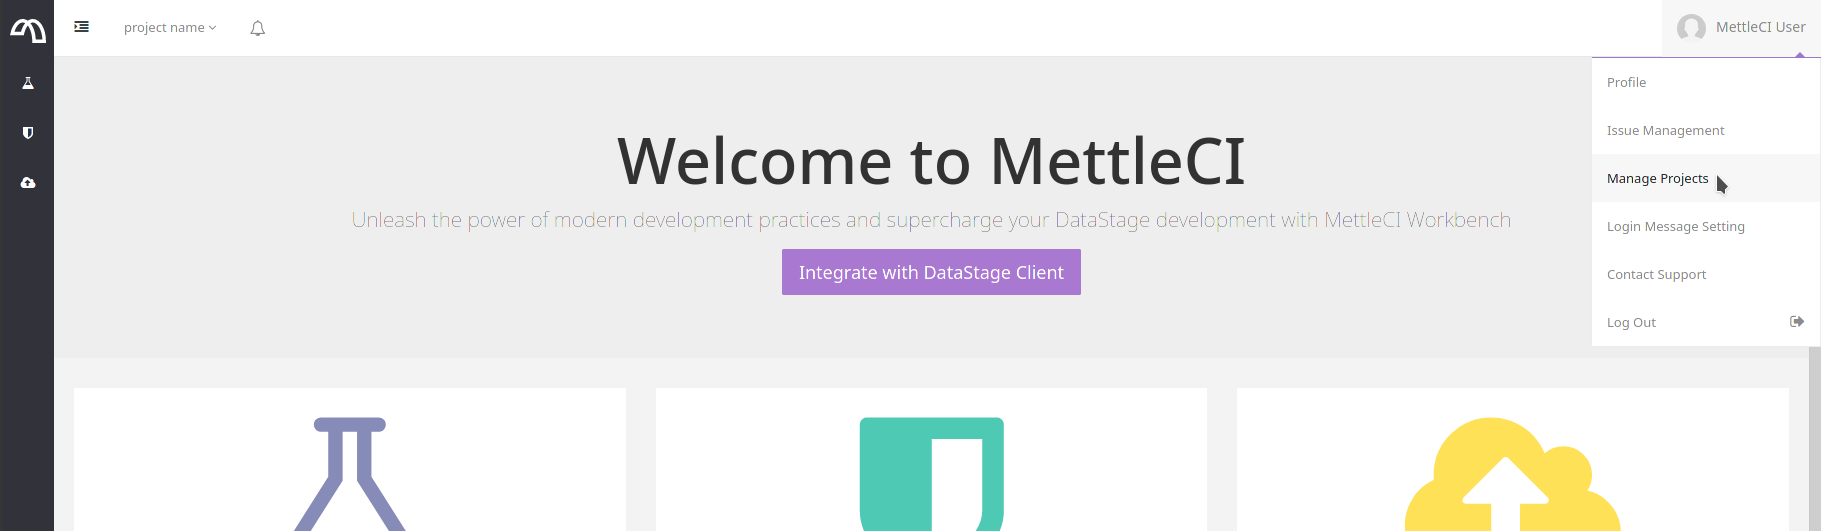 project name
MettleCI User
Profile
Issue Management
Manage Projects
Login Message Setting
Contact Support
Log Out
Welcome to MettleCI
Unleash the power of modern development practices and supercharge your DataStage development with MettleCI Workbench
Integrate with DataStage Client